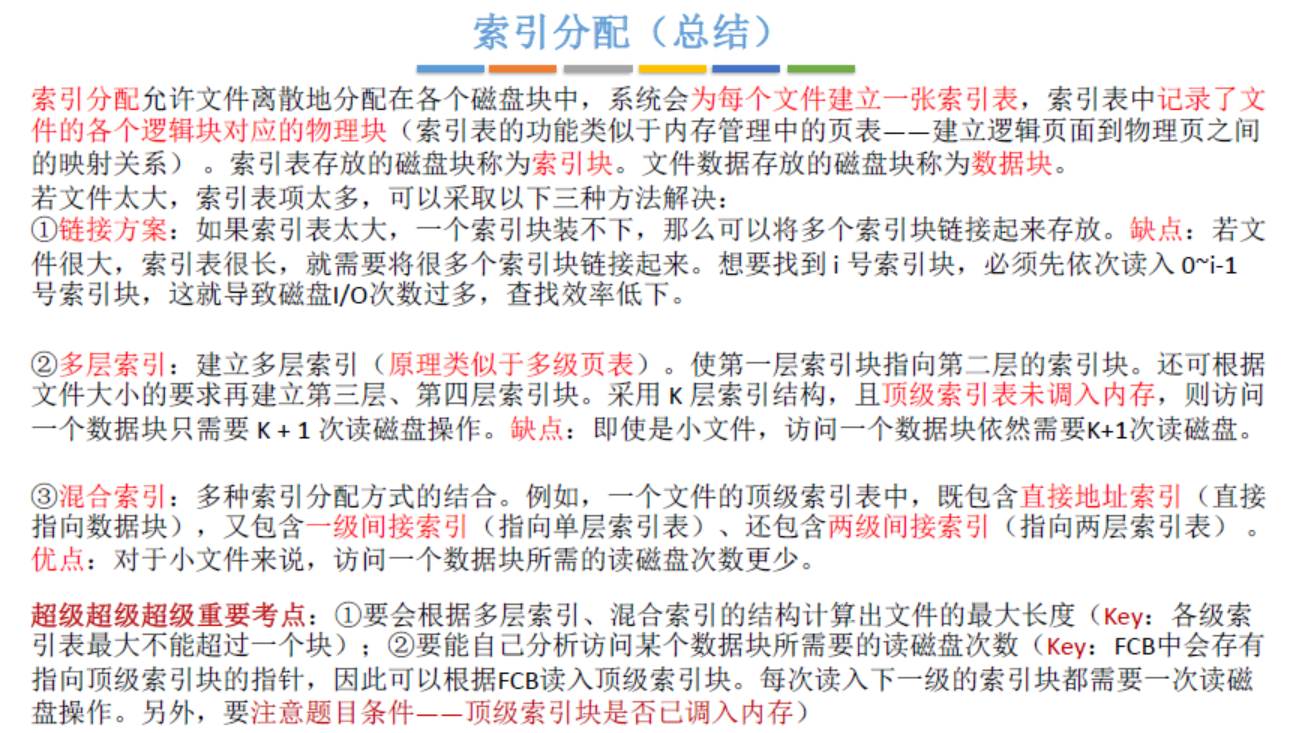 索引分配（总结）
索引分配允许文件离散地分配在各个磁盘块中，系统会为每个文件建立一张索引表，索引表中记录了文
件的各个逻辑块对应的物理块（索引表的功能类似于内存管理中的页表——建立逻辑页面到物理页之间
的映射关系）。索引表存放的磁盘块称为索引块。文件数据存放的磁盘块称为数据块。
若文件太大，索引表项太多，可以采取以下三种方法解决：
①链接方案：如果索引表太大，一个索引块装不下，那么可以将多个索引块链接起来存放。缺点：若文
件很大，索引表很长，就需要将很多个索引块链接起来。想要找到 i 号索引块，必须先依次读入 0~i-1
号索引块，这就导致磁盘I/O次数过多，查找效率低下。
②多层索引：建立多层索引（原理类似于多级页表）。使第一层索引块指向第二层的索引块。还可根据
文件大小的要求再建立第三层、第四层索引块。采用 K 层索引结构，且顶级索引表未调入内存，则访问
一个数据块只需要 K + 1 次读磁盘操作。缺点：即使是小文件，访问一个数据块依然需要K+1次读磁盘。
③混合索引：多种索引分配方式的结合。例如，一个文件的顶级索引表中，既包含直接地址索引（直接
指向数据块），又包含一级间接索引（指向单层索引表）、还包含两级间接索引（指向两层索引表）。
优点：对于小文件来说，访问一个数据块所需的读磁盘次数更少。
超级超级超级重要考点：①要会根据多层索引、混合索引的结构计算出文件的最大长度（Key：各级索
引表最大不能超过一个块）；②要能自己分析访问某个数据块所需要的读磁盘次数（Key：FCB中会存有
指向顶级索引块的指针，因此可以根据FCB读入顶级索引块。每次读入下一级的索引块都需要一次读磁
盘操作。另外，要注意题目条件——顶级索引块是否已调入内存）